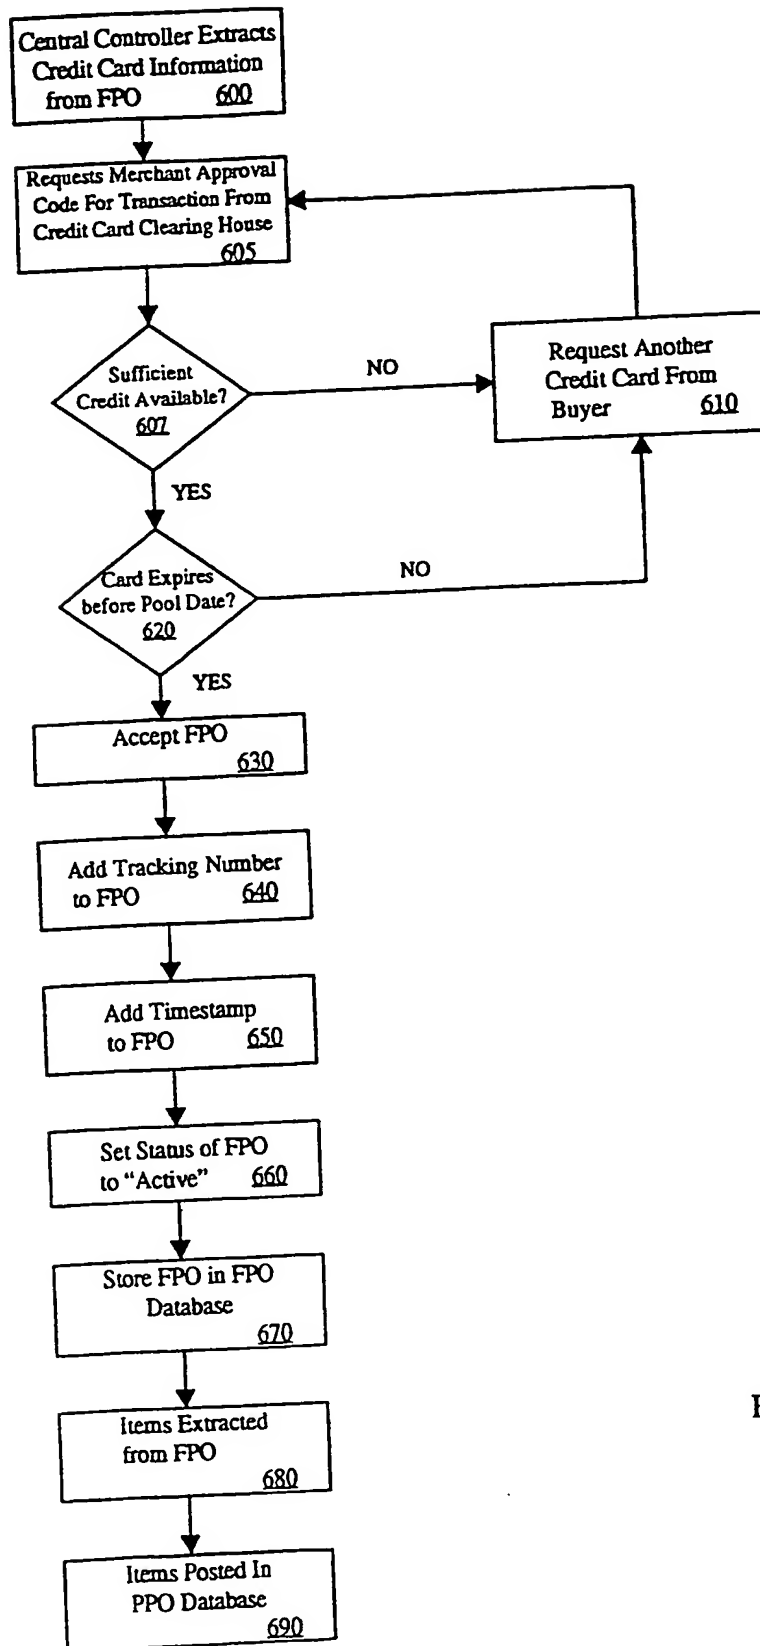 Central Controller Extracts
Credit Card Information
from FPO 600
Requests Merchant Approval
Code For Transaction From
Credit Card Clearing House
605
Sufficient
Credit Available?
607
NO
Request Another
Credit Card From
Buyer 610
YES
Card Expires
before Pool Date?
620
NO
YES
Accept FPO
630
Add Tracking Number
to FPO 640
Add Timestamp
to FPO 650
Set Status of FPO
to “Active” 660
Store FPO in FPO
Database
670
Items Extracted
from FPO
680
Items Posted In
PPO Database
690